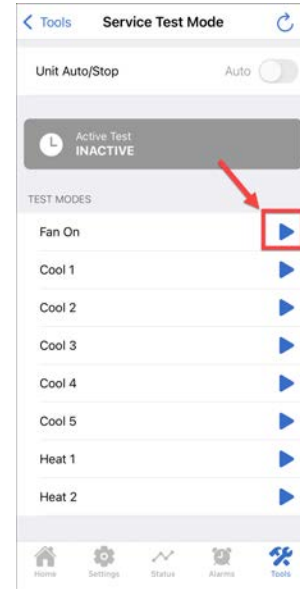 Tools Service Test Mode
Unit Auto/Stop Auto
Active Test
INACTIVE
TEST MODES
Fan On
Cool 1
Cool 2
Cool 3
Cool 4
Cool 5
Heat 1
Heat 2
Home Settings Status Alarms Tools